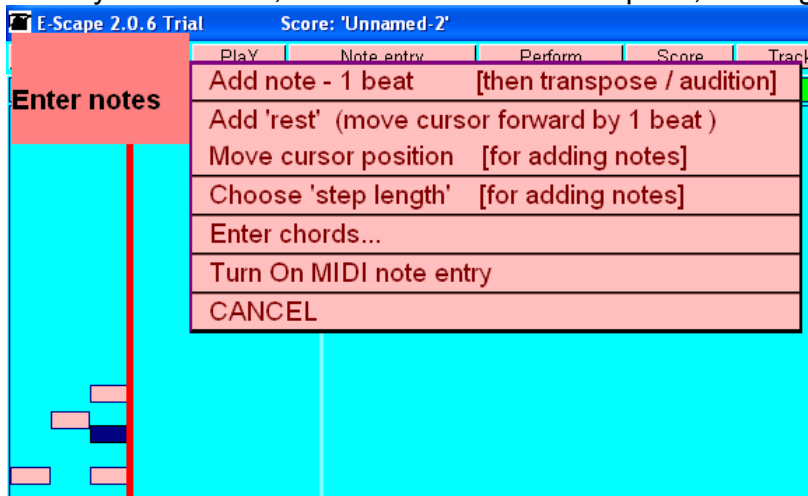 E-Scape 2.0.6 Trial Score: 'Unnamed-2'
PlaY Note entry Perform Score Track
Enter notes
Add note - 1 beat [then transpose / audition]
Add 'rest' (move cursor forward by 1 beat )
Move cursor position [for adding notes]
Choose 'step length' [for adding notes]
Enter chords...
Turn On MIDI note entry
CANCEL